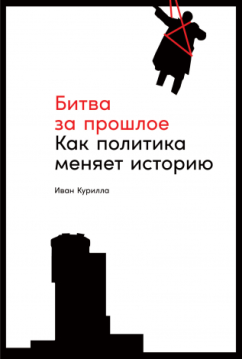 Битва
за прошлое
Как политика
меняет историю
Иван Курилла